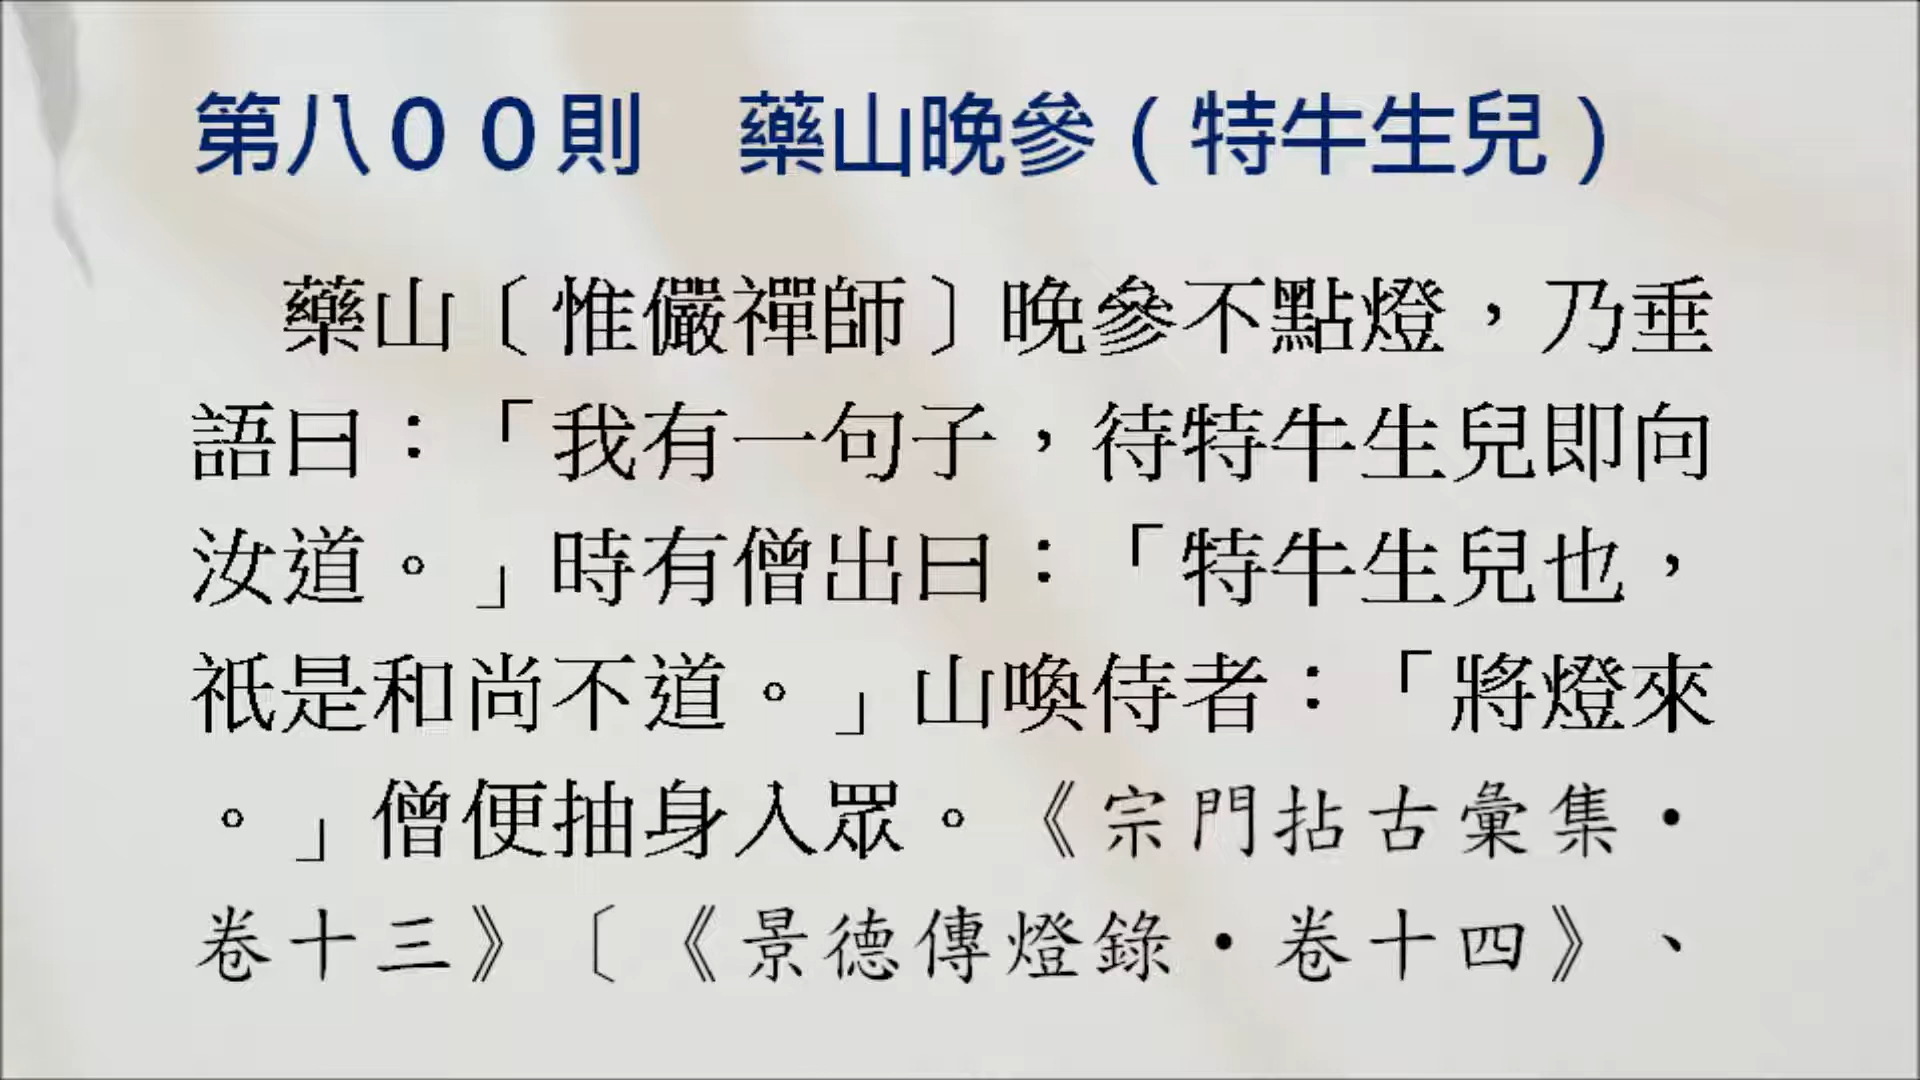 第八００則　藥山晚參（特牛生兒）
藥山〔惟儼禪師〕晚參不點燈，乃垂
語曰：「我有一句子，待特牛生兒即向
汝道。」時有僧出曰：「特牛生兒也，
祇是和尚不道。」山喚侍者：「將燈來
。」僧便抽身入眾。《宗門拈古彙集‧
卷十三》〔《景德傳燈錄‧卷十四》、